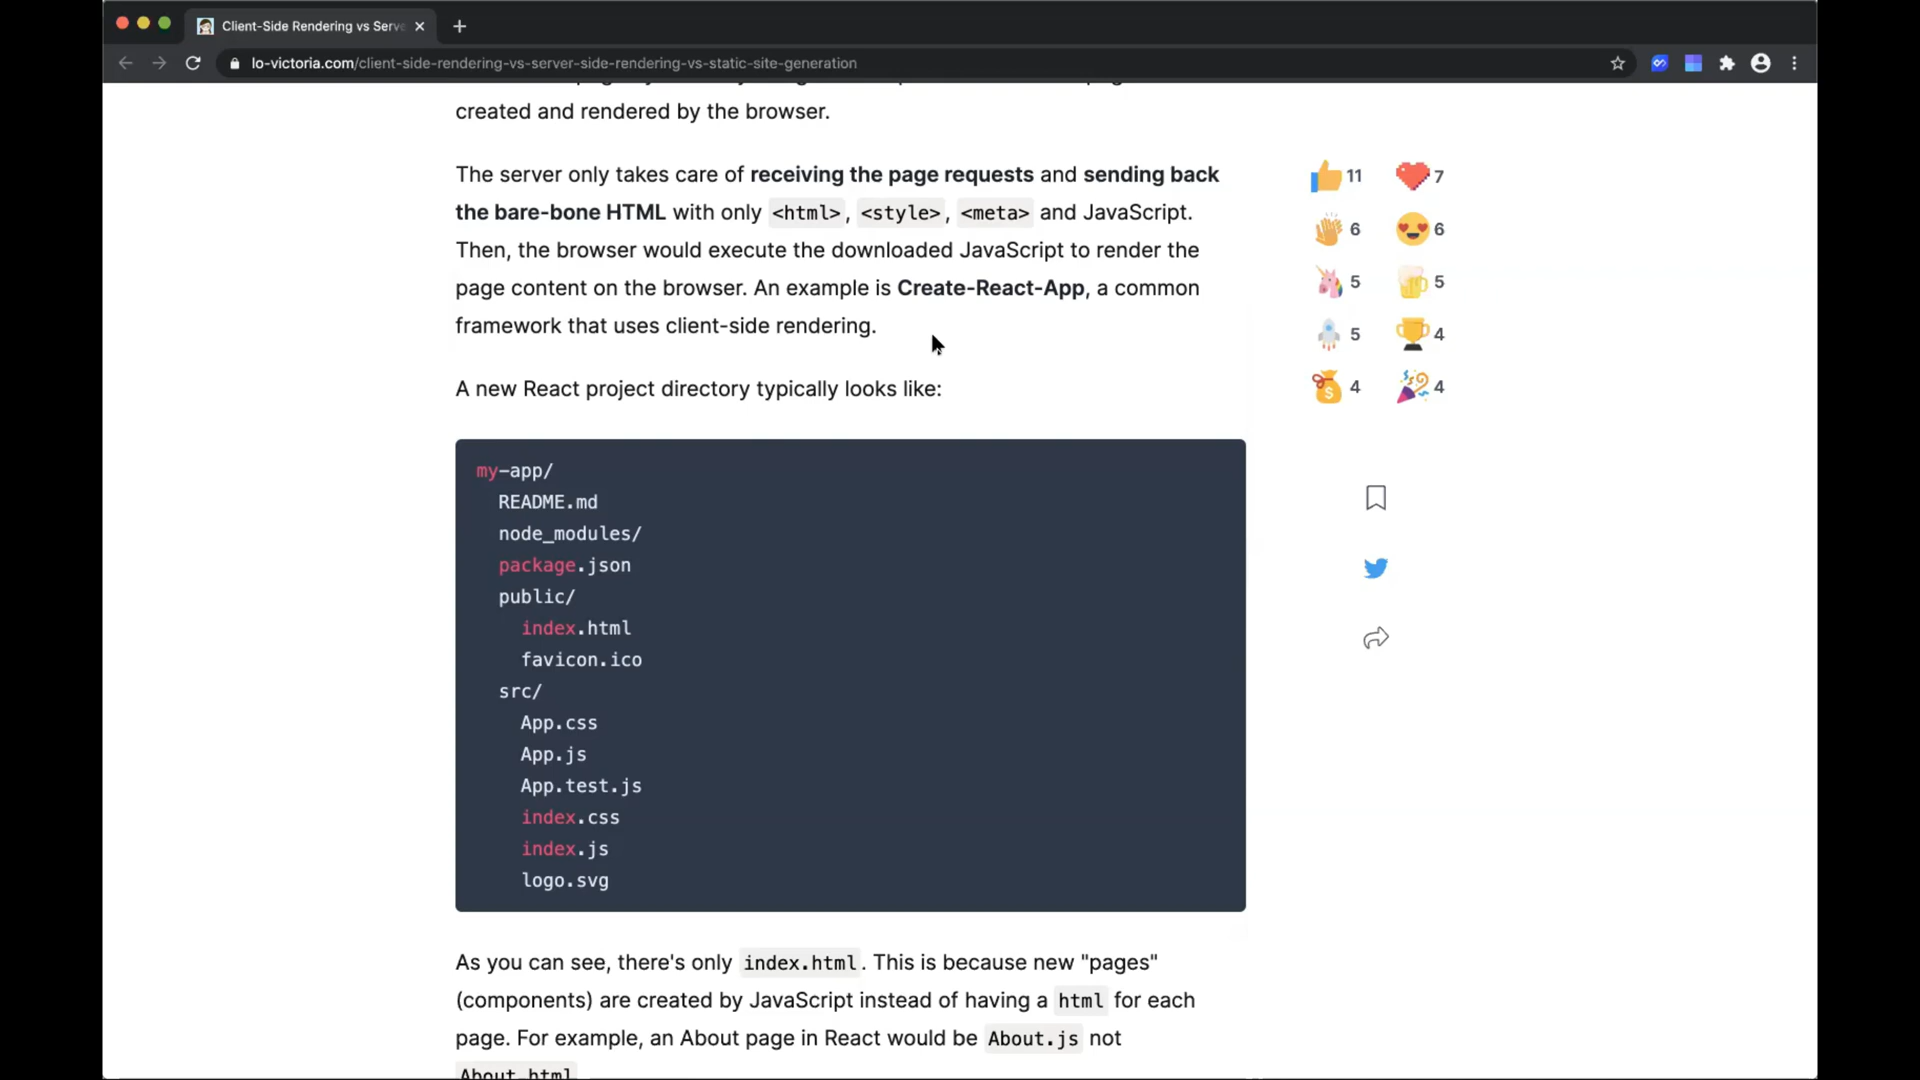 Client-Side Rendering vs Serve
lo-victoria.com/client-side-rendering-vs-server-side-rendering-vs-static-site-generation
created and rendered by the browser.
The server only takes care of receiving the page requests and sending back
the bare-bone HTML with only <html>, <style>, <meta> and JavaScript.
Then, the browser would execute the downloaded JavaScript to render the
page content on the browser. An example is Create-React-App, a common
framework that uses client-side rendering.
A new React project directory typically looks like:
my-app/
README.md
node_modules/
package.json
public/
index.html
favicon.ico
src/
App.css
App.js
App.test.js
index.css
index.js
logo.svg
As you can see, there's only index.html. This is because new "pages"
(components) are created by JavaScript instead of having a html for each
page. For example, an About page in React would be About.js not
About.html
11 7
6 6
5 5
5 4
4 4